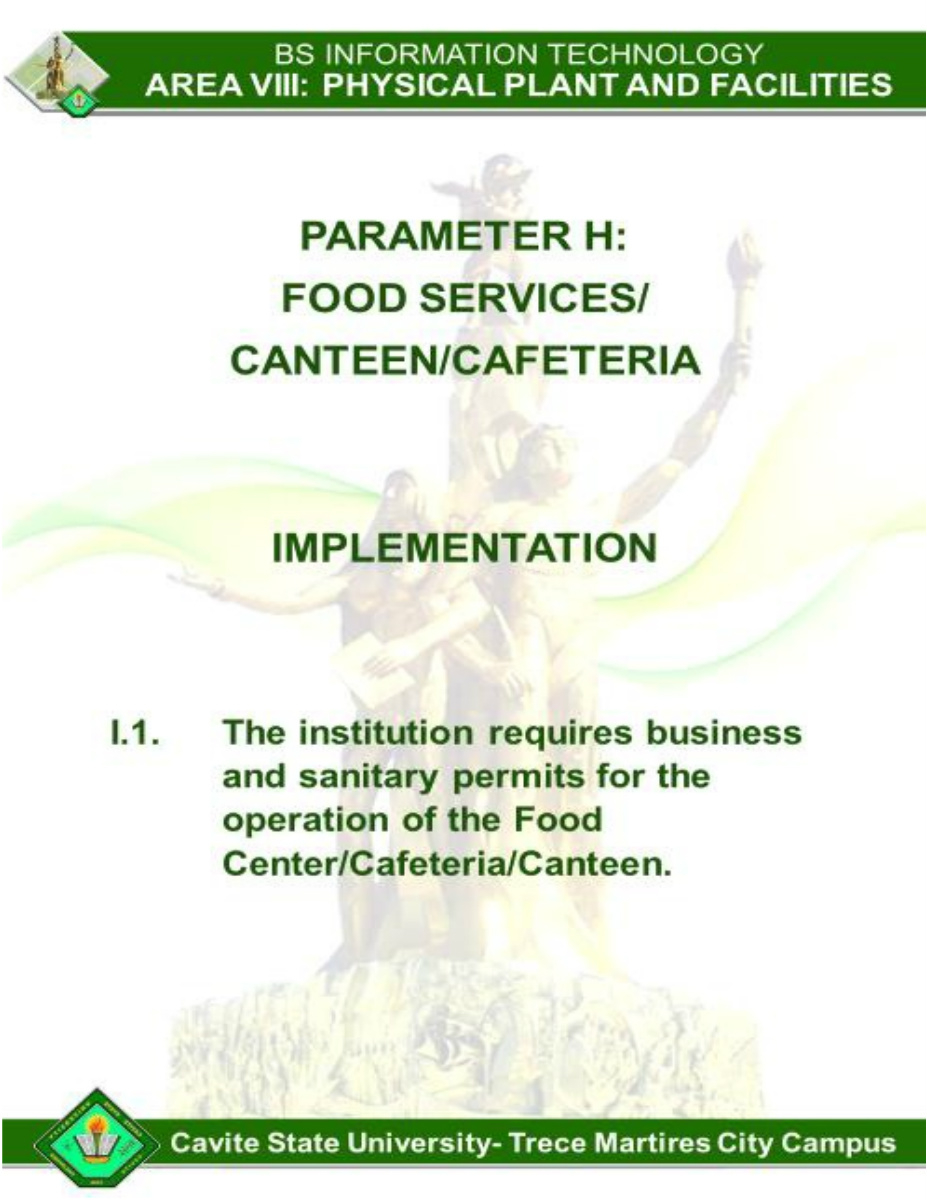 BS INFORMATION TECHNOLOGY
AREA VIII: PHYSICAL PLANT AND FACILITIES
PARAMETER H:
FOOD SERVICES/
CANTEEN/CAFETERIA
IMPLEMENTATION
I.1. The institution requires business
and sanitary permits for the
operation of the Food
Center/Cafeteria/Canteen.
Cavite State University- Trece Martires City Campus